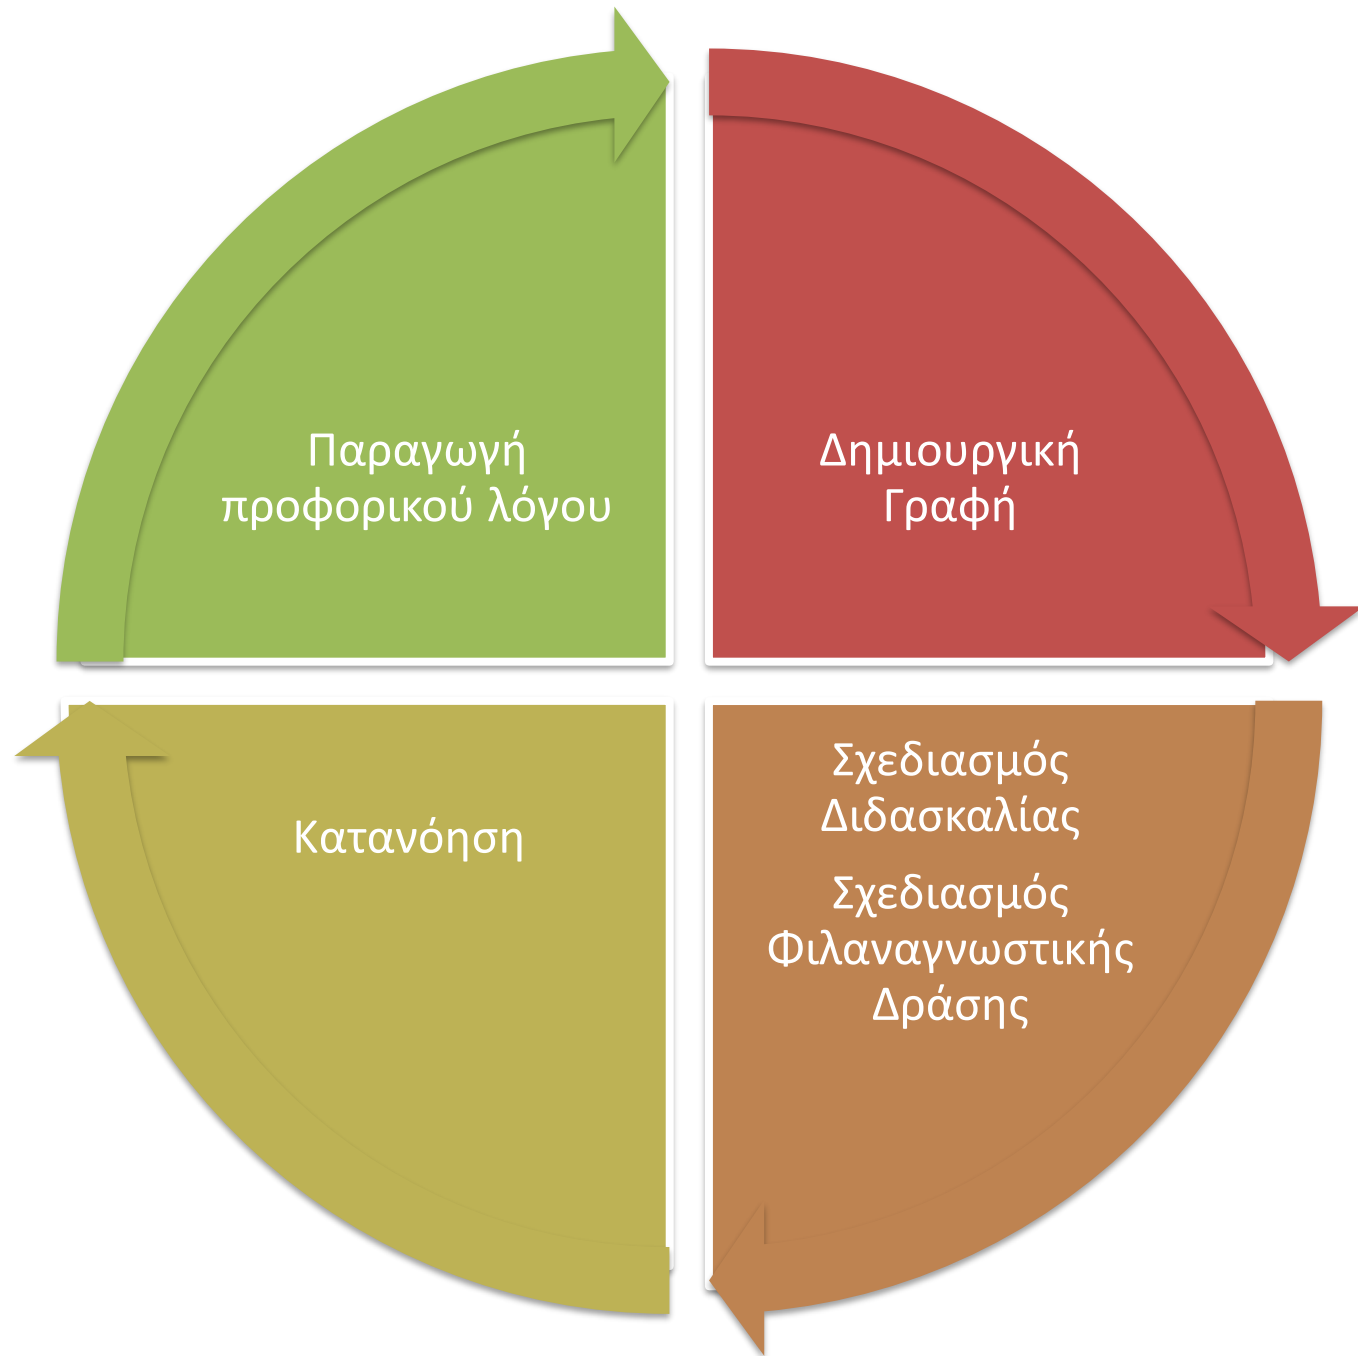 Παραγωγή
προφορικού λόγου
Δημιουργική
Γραφή
Κατανόηση
Σχεδιασμός
Διδασκαλίας
Σχεδιασμός
Φιλαναγνωστικής
Δράσης